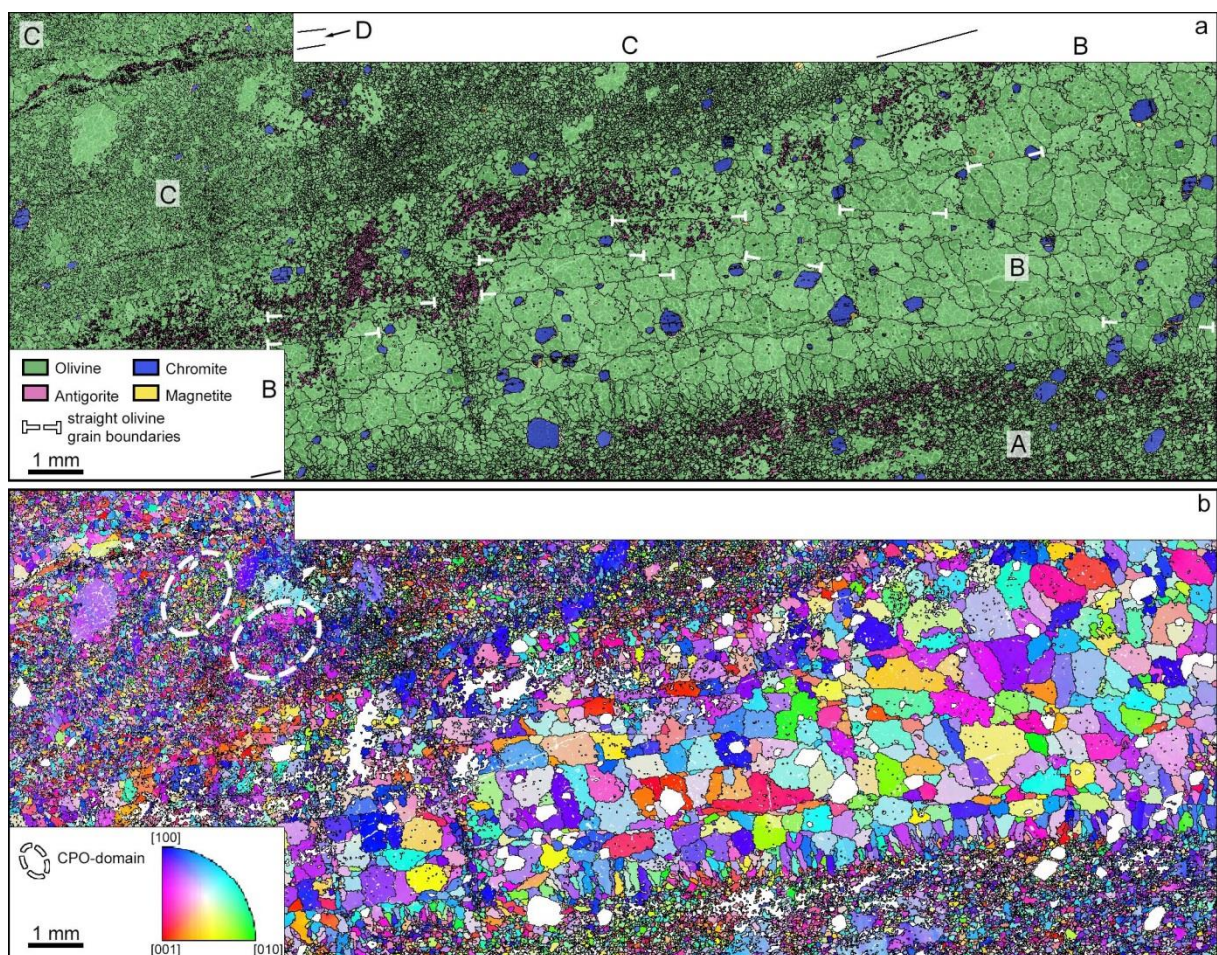 C
D
C
B
a
C
B
A
B
Olivine
Chromite
Antigorite
Magnetite
straight olivine
grain boundaries
1 mm
b
CPO-domain
[100]
[001]
[010]
1 mm